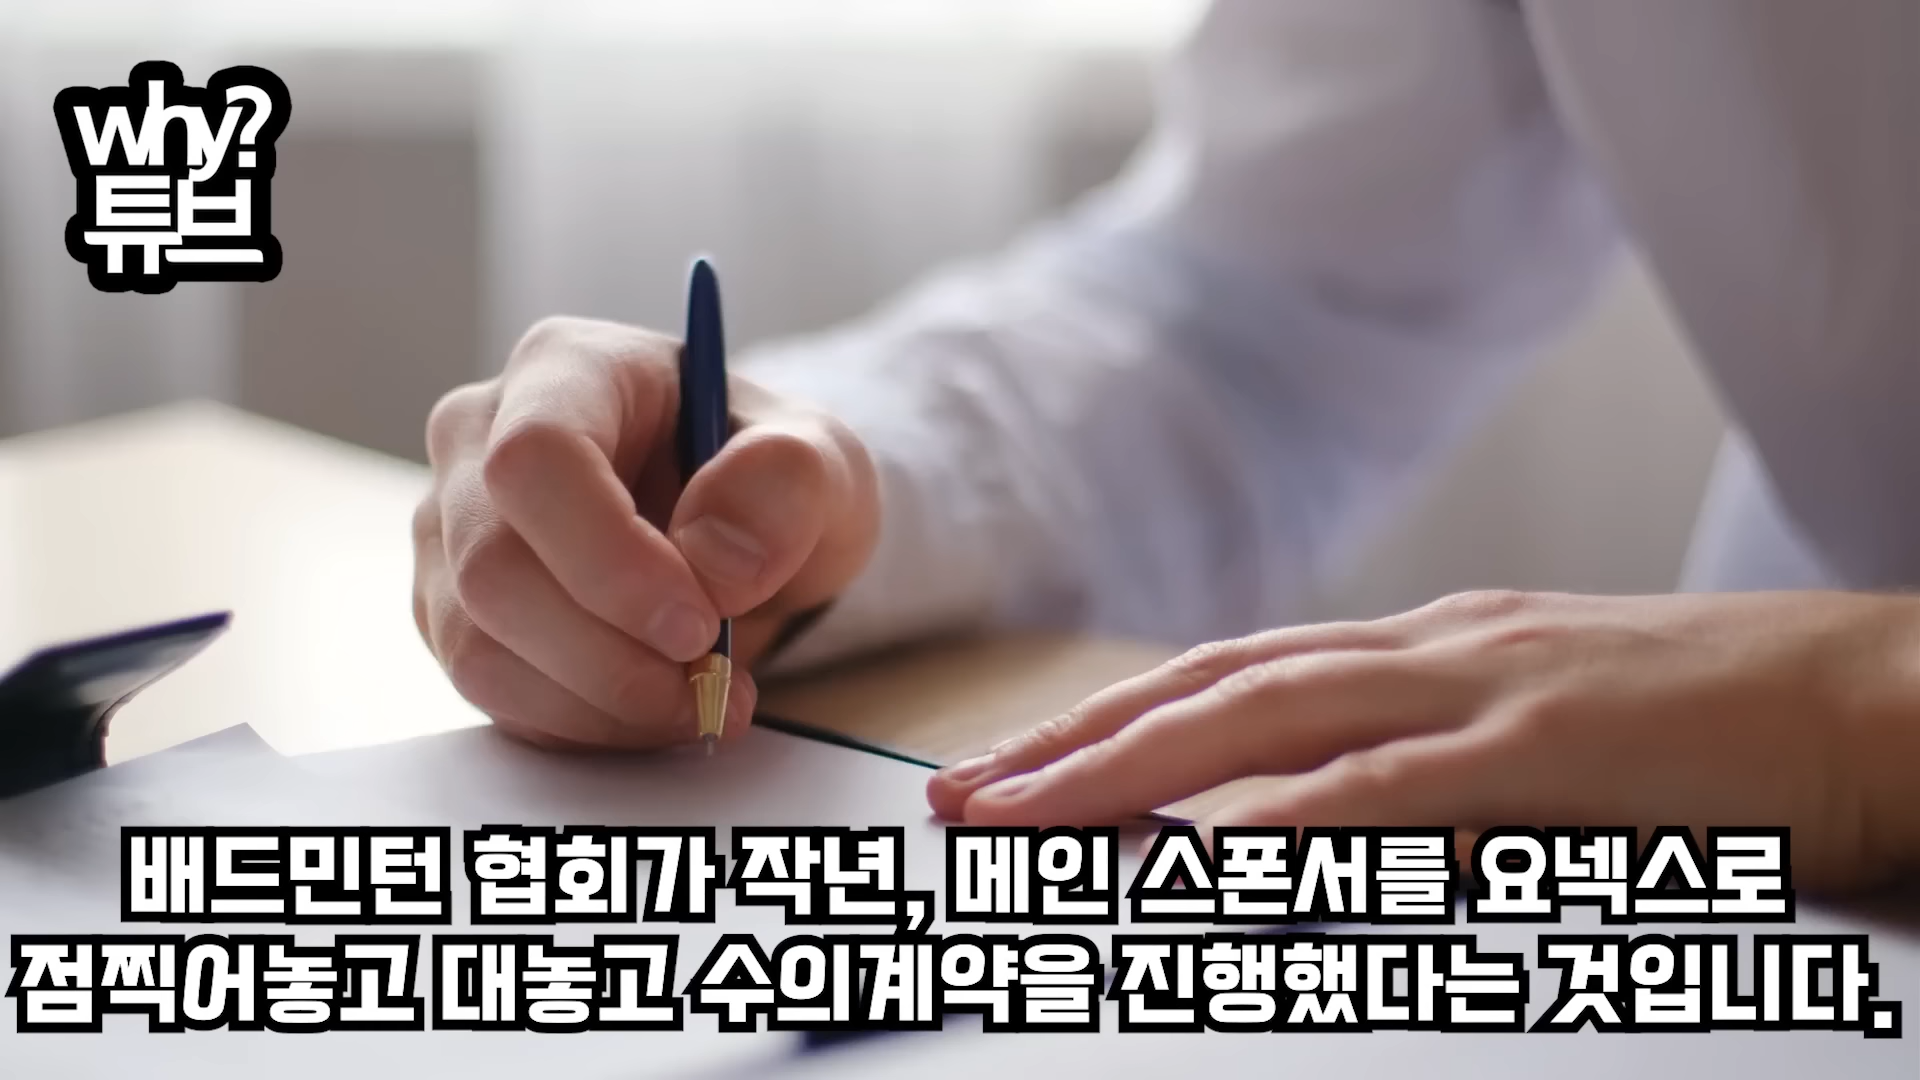 why?
튜브
배드민턴 협회가 작년, 메인 스폰서를 요넥스로
점찍어놓고 대놓고 수의계약을 진행했다는 것입니다.